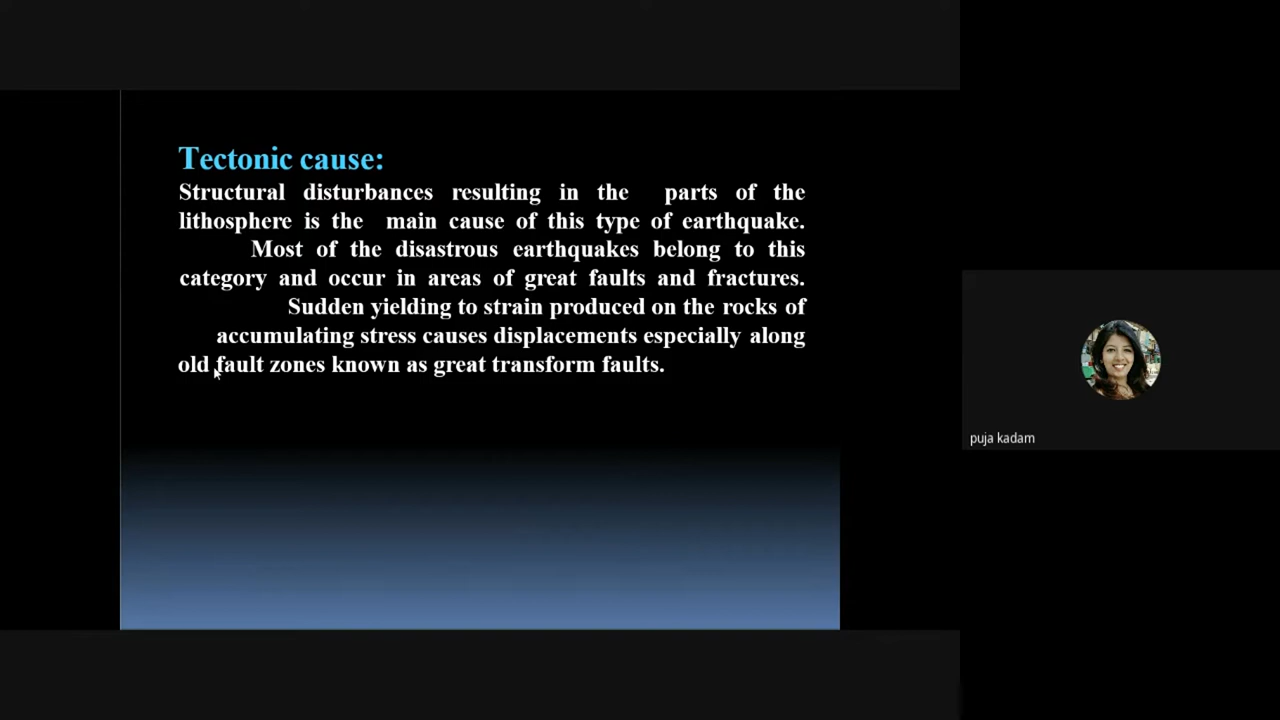 Tectonic cause:
Structural disturbances resulting in the parts of the
lithosphere is the main cause of this type of earthquake.
Most of the disastrous earthquakes belong to this
category and occur in areas of great faults and fractures.
Sudden yielding to strain produced on the rocks of
accumulating stress causes displacements especially along
old fault zones known as great transform faults.
puja kadam